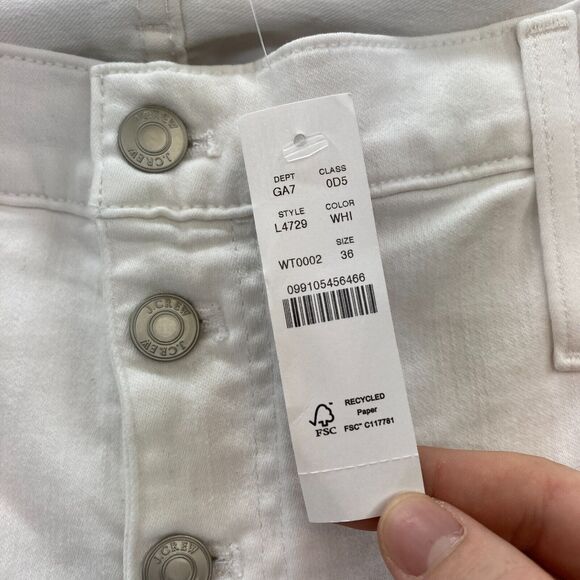 DEPT CLASS
GA7 0D5
STYLE COLOR
L4729 WHI
SIZE
WT0002 36
099105456466
RECYCLED
Paper
FSC™ C117781
FSC
J.CREW
J.CREW
J.CREW
J.CREW
J.CREW